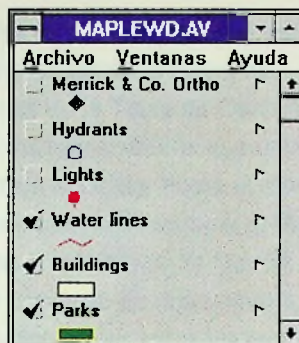 MAPLEWD.AV
Archivo Ventanas Ayuda
Merrick & Co. Ortho
Hydrants
Lights
Water lines
Buildings
Parks